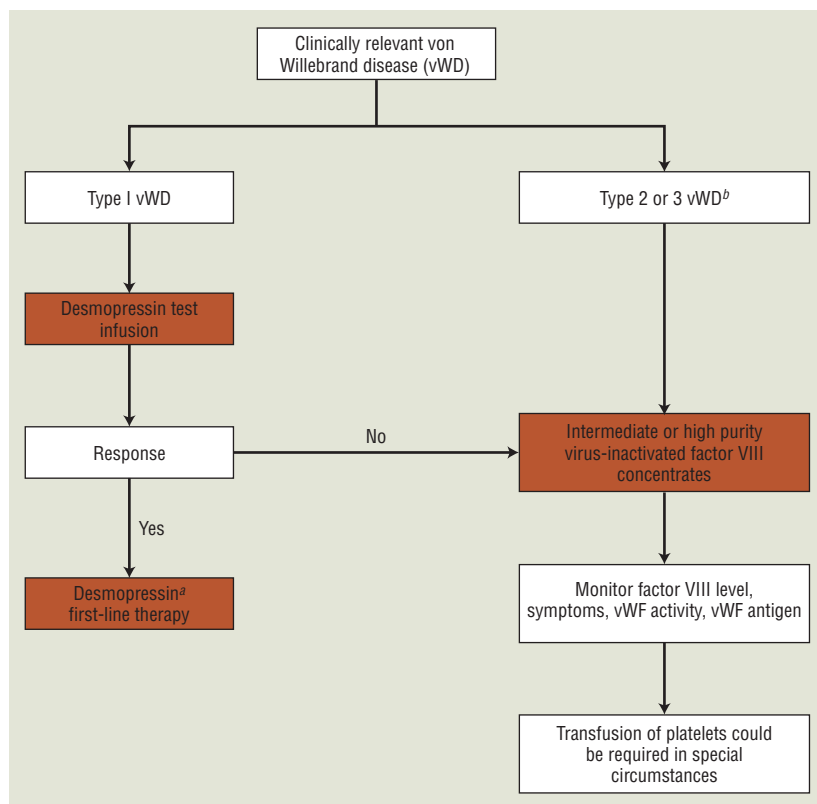 Clinically relevant von
Willebrand disease (vWD)
Type I vWD
Type 2 or 3 vWDb
Desmopressin test
infusion
Response
No
Intermediate or high purity
virus-inactivated factor VIII
concentrates
Yes
Desmopressina
first-line therapy
Monitor factor VIII level,
symptoms, vWF activity, vWF antigen
Transfusion of platelets could
be required in special
circumstances